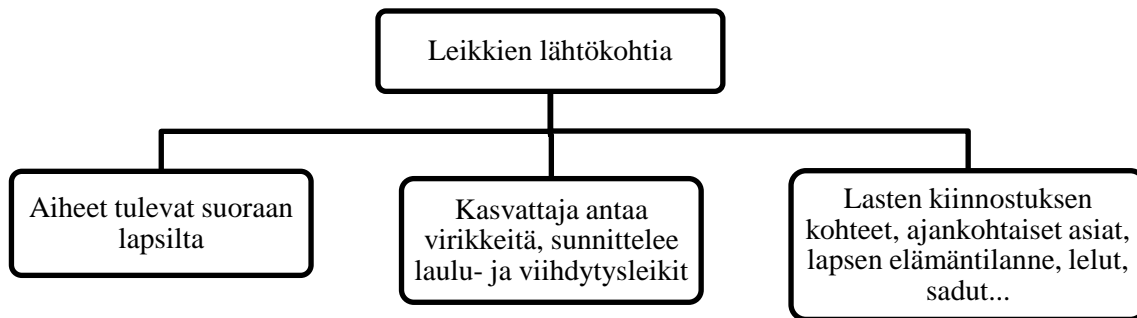 Leikkien lähtökohtia
Aiheet tulevat suoraan
lapsilta
Kasvattaja antaa
virikkeitä, sunnittelee
laulu- ja viihdytysleikit
Lasten kiinnostuksen
kohteet, ajankohtaiset asiat,
lapsen elämäntilanne, lelut,
sadut...